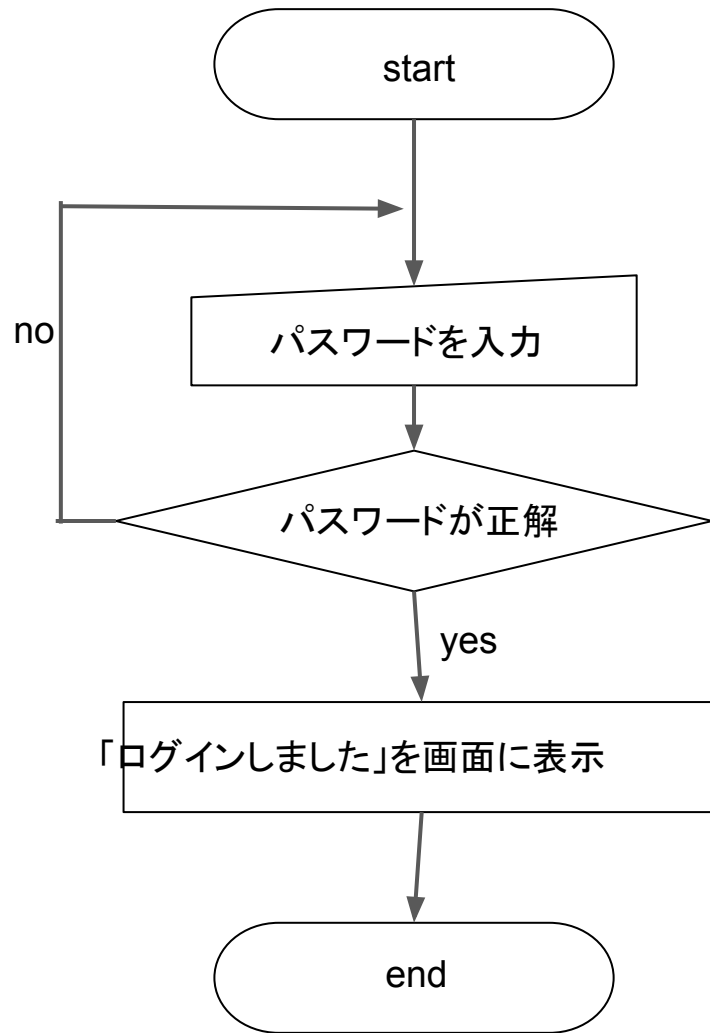 start
no
パスワードを入力
パスワードが正解
yes
「ログインしました」を画面に表示
end